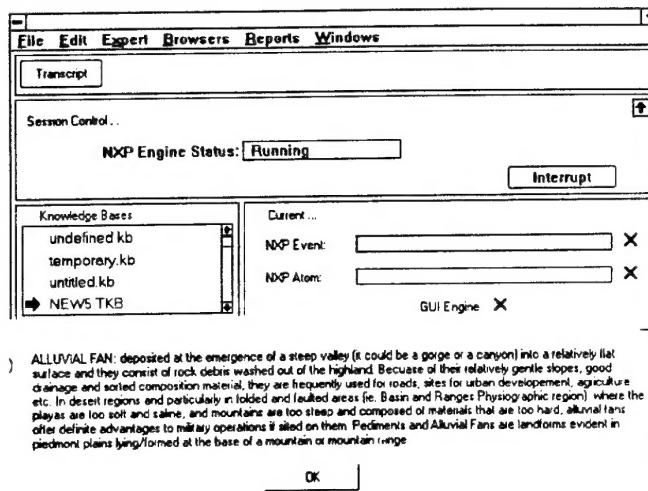 File Edit Expert Browsers Reports Windows
Transcript
Session Control . .
NXP Engine Status: Running
Interrupt
Knowledge Bases
undefined.kb
temporary.kb
untitled.kb
NEW5 TKB
Current ...
NXP Event:
NXP Atom:
GUI Engine
ALLUVIAL FAN: deposited at the emergence of a steep valley (it could be a gorge or a canyon) into a relatively flat
surface and they consist of rock debris washed out of the highland. Becuase of their relatively gentle slopes, good
drainage and sorted composition material, they are frequently used for roads, sites for urban developement, agriculture
etc. In desert regions and particularly in folded and faulted areas (ie. Basin and Ranges Physiographic region) where the
playas are too soft and saline, and mountains are too steep and composed of materials that are too hard, alluvial fans
offer definite advantages to military operations if sited on them. Pediments and Alluvial Fans are landforms evident in
piedmont plains lying/formed at the base of a mountain or mountain range
OK